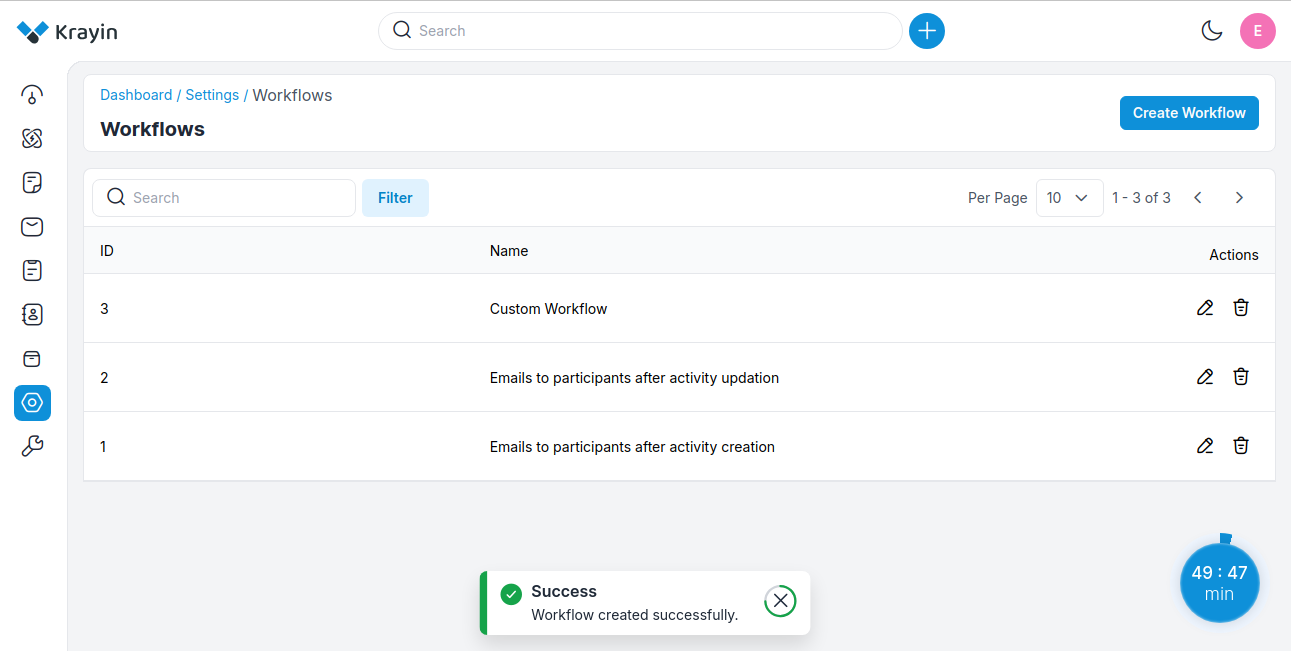 Krayin
Search
E
Dashboard / Settings / Workflows
Workflows
Create Workflow
Search
Filter
Per Page
10
1 - 3 of 3
ID
Name
Actions
3
Custom Workflow
2
Emails to participants after activity updation
1
Emails to participants after activity creation
49 : 47
min
Success
Workflow created successfully.